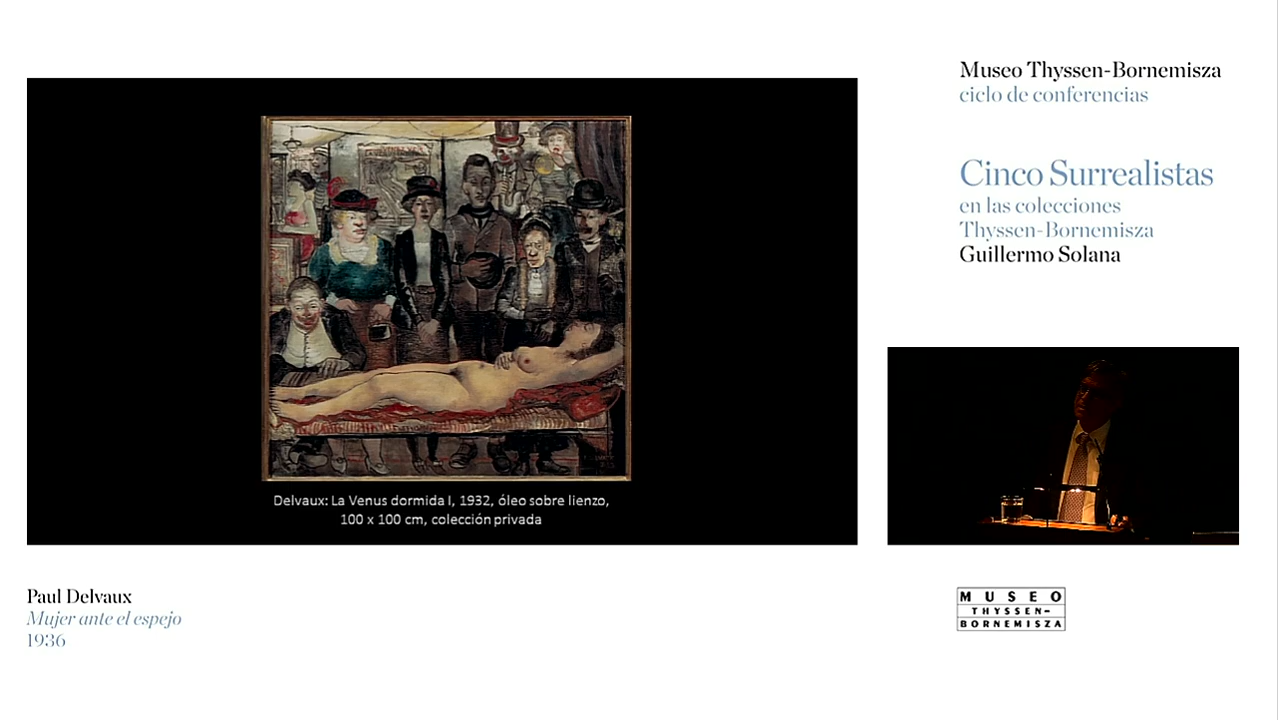 Museo Thyssen-Bornemisza
ciclo de conferencias
Cinco Surrealistas
en las colecciones
Thyssen-Bornemisza
Guillermo Solana
Delvaux: La Venus dormida I, 1932, óleo sobre lienzo,
100 x 100 cm, colección privada
Paul Delvaux
Mujer ante el espejo
1936
MUSEO
THYSSEN-
BORNEMISZA